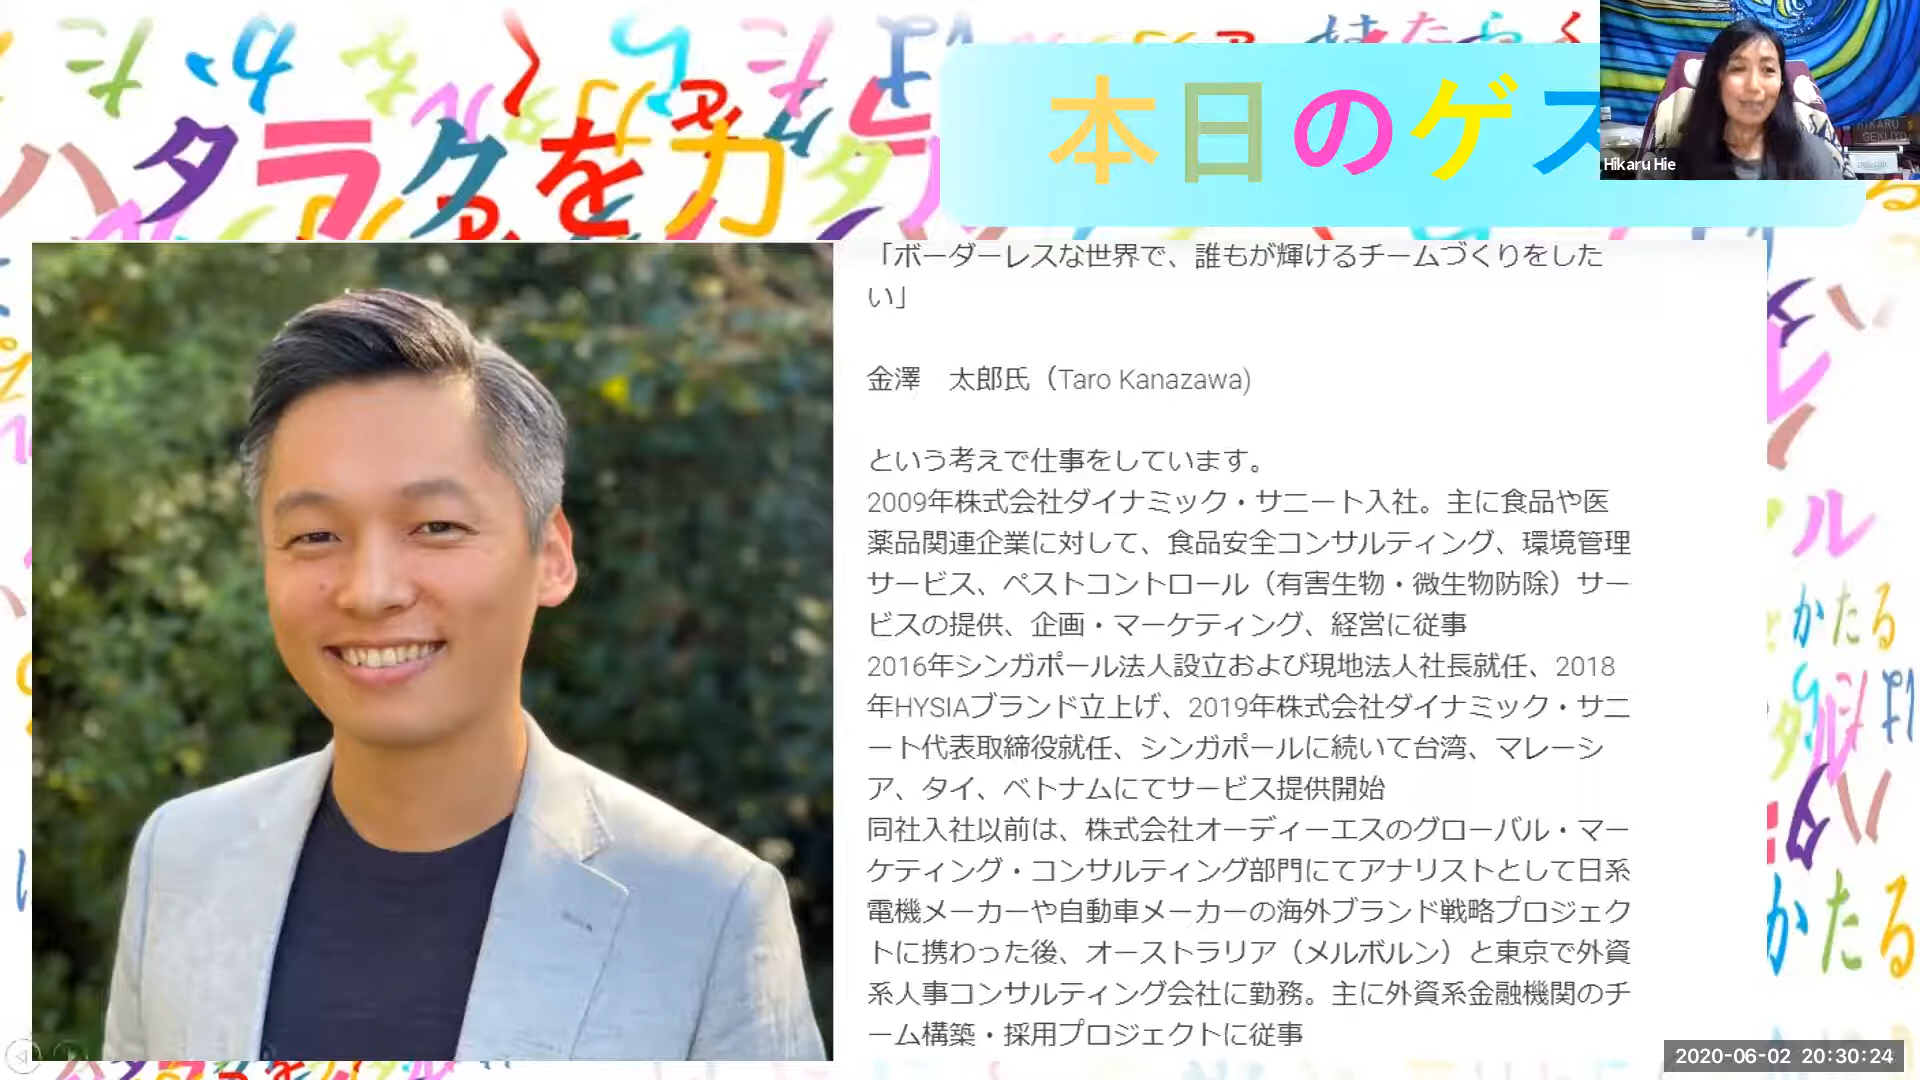 ハタラクを力
本日のゲス
Hikaru Hie
「ボーダーレスな世界で、誰もが輝けるチームづくりをした
い」
金澤　太郎氏（Taro Kanazawa)
という考えで仕事をしています。
2009年株式会社ダイナミック・サニート入社。主に食品や医
薬品関連企業に対して、食品安全コンサルティング、環境管理
サービス、ペストコントロール（有害生物・微生物防除）サー
ビスの提供、企画・マーケティング、経営に従事
2016年シンガポール法人設立および現地法人社長就任、2018
年HYSIAブランド立上げ、2019年株式会社ダイナミック・サニ
ート代表取締役就任、シンガポールに続いて台湾、マレーシ
ア、タイ、ベトナムにてサービス提供開始
同社入社以前は、株式会社オーディーエスのグローバル・マー
ケティング・コンサルティング部門にてアナリストとして日系
電機メーカーや自動車メーカーの海外ブランド戦略プロジェク
トに携わった後、オーストラリア（メルボルン）と東京で外資
系人事コンサルティング会社に勤務。主に外資系金融機関のチ
ーム構築・採用プロジェクトに従事
かたる
かたる
2020-06-02 20:30:24